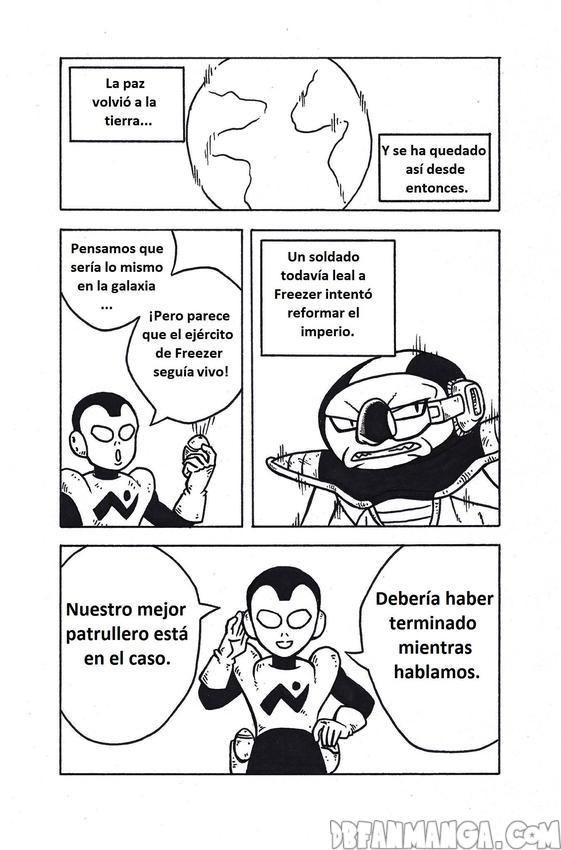 La paz
volvió a la
tierra...
Y se ha quedado
así desde
entonces.
Pensamos que
sería lo mismo
en la galaxia
...
¡Pero parece
que el ejército
de Freezer
seguía vivo!
Un soldado
todavía leal a
Freezer intentó
reformar el
imperio.
Nuestro mejor
patrullero está
en el caso.
Debería haber
terminado
mientras
hablamos.
DBFANMANGA.COM